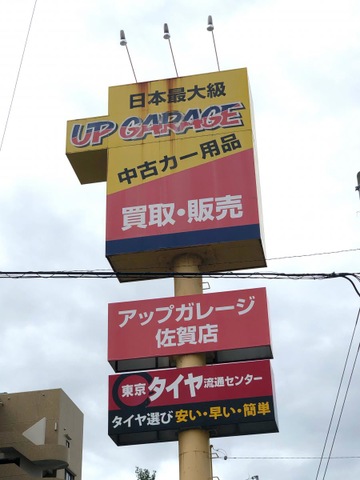 日本最大級
UP GARAGE
中古カー用品
買取・販売
アップガレージ
佐賀店
東京タイヤ流通センター
タイヤ選び 安い・早い・簡単